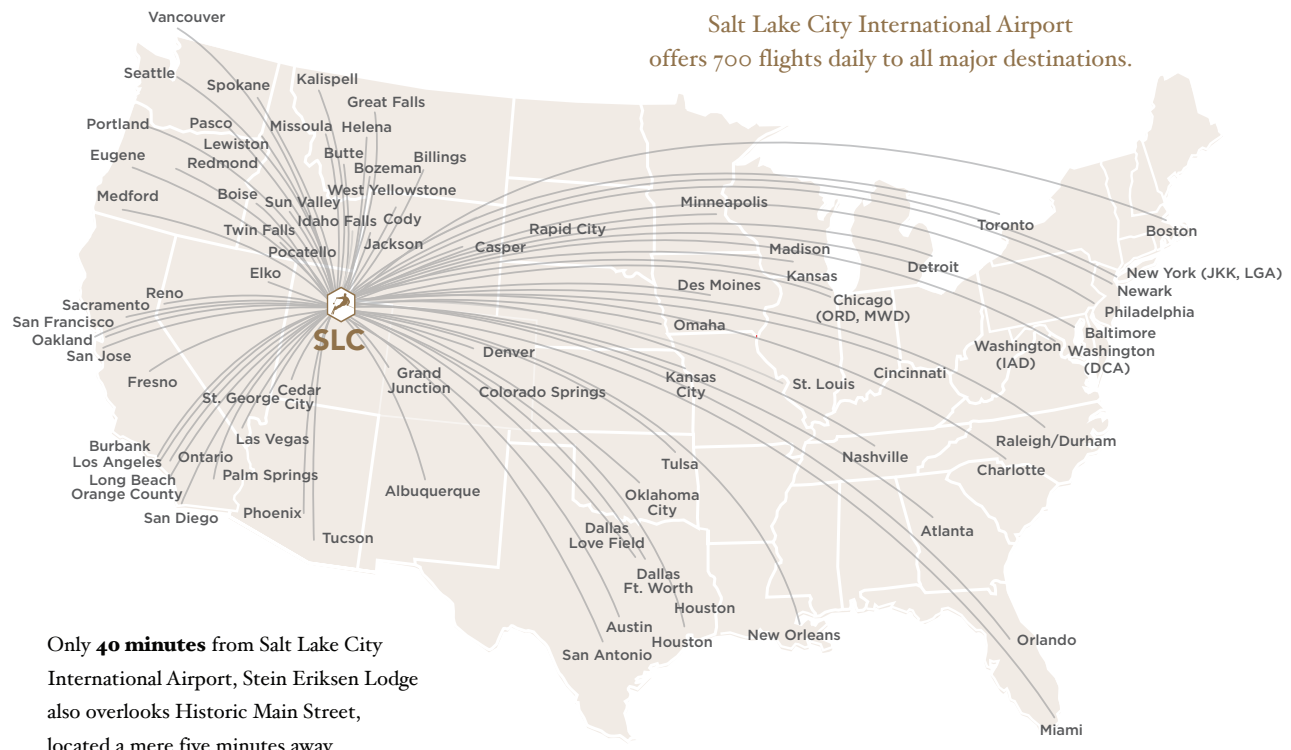 Salt Lake City International Airport
offers 700 flights daily to all major destinations.
Vancouver
Seattle
Spokane
Kalispell
Great Falls
Portland
Pasco
Missoula
Helena
Lewiston
Eugene
Redmond
Butte
Billings
Bozeman
Medford
Boise
West Yellowstone
Sun Valley
Twin Falls
Idaho Falls
Cody
Pocatello
Jackson
Casper
Rapid City
Minneapolis
Toronto
Boston
Madison
Detroit
Elko
Des Moines
Kansas
New York (JKK, LGA)
Newark
Reno
Sacramento
Chicago
(ORD, MWD)
Philadelphia
San Francisco
Omaha
Baltimore
Oakland
SLC
Washington
(IAD)
Washington
(DCA)
San Jose
Denver
Fresno
Grand
Junction
Kansas
City
St. Louis
Cincinnati
St. George
Cedar
City
Colorado Springs
Burbank
Las Vegas
Raleigh/Durham
Los Angeles
Ontario
Tulsa
Nashville
Charlotte
Long Beach
Palm Springs
Orange County
Albuquerque
Oklahoma
City
San Diego
Phoenix
Tucson
Dallas
Love Field
Atlanta
Dallas
Ft. Worth
Houston
Austin
Houston
New Orleans
Orlando
San Antonio
Miami
Only 40 minutes from Salt Lake City
International Airport, Stein Eriksen Lodge
also overlooks Historic Main Street,
located a mere five minutes away.